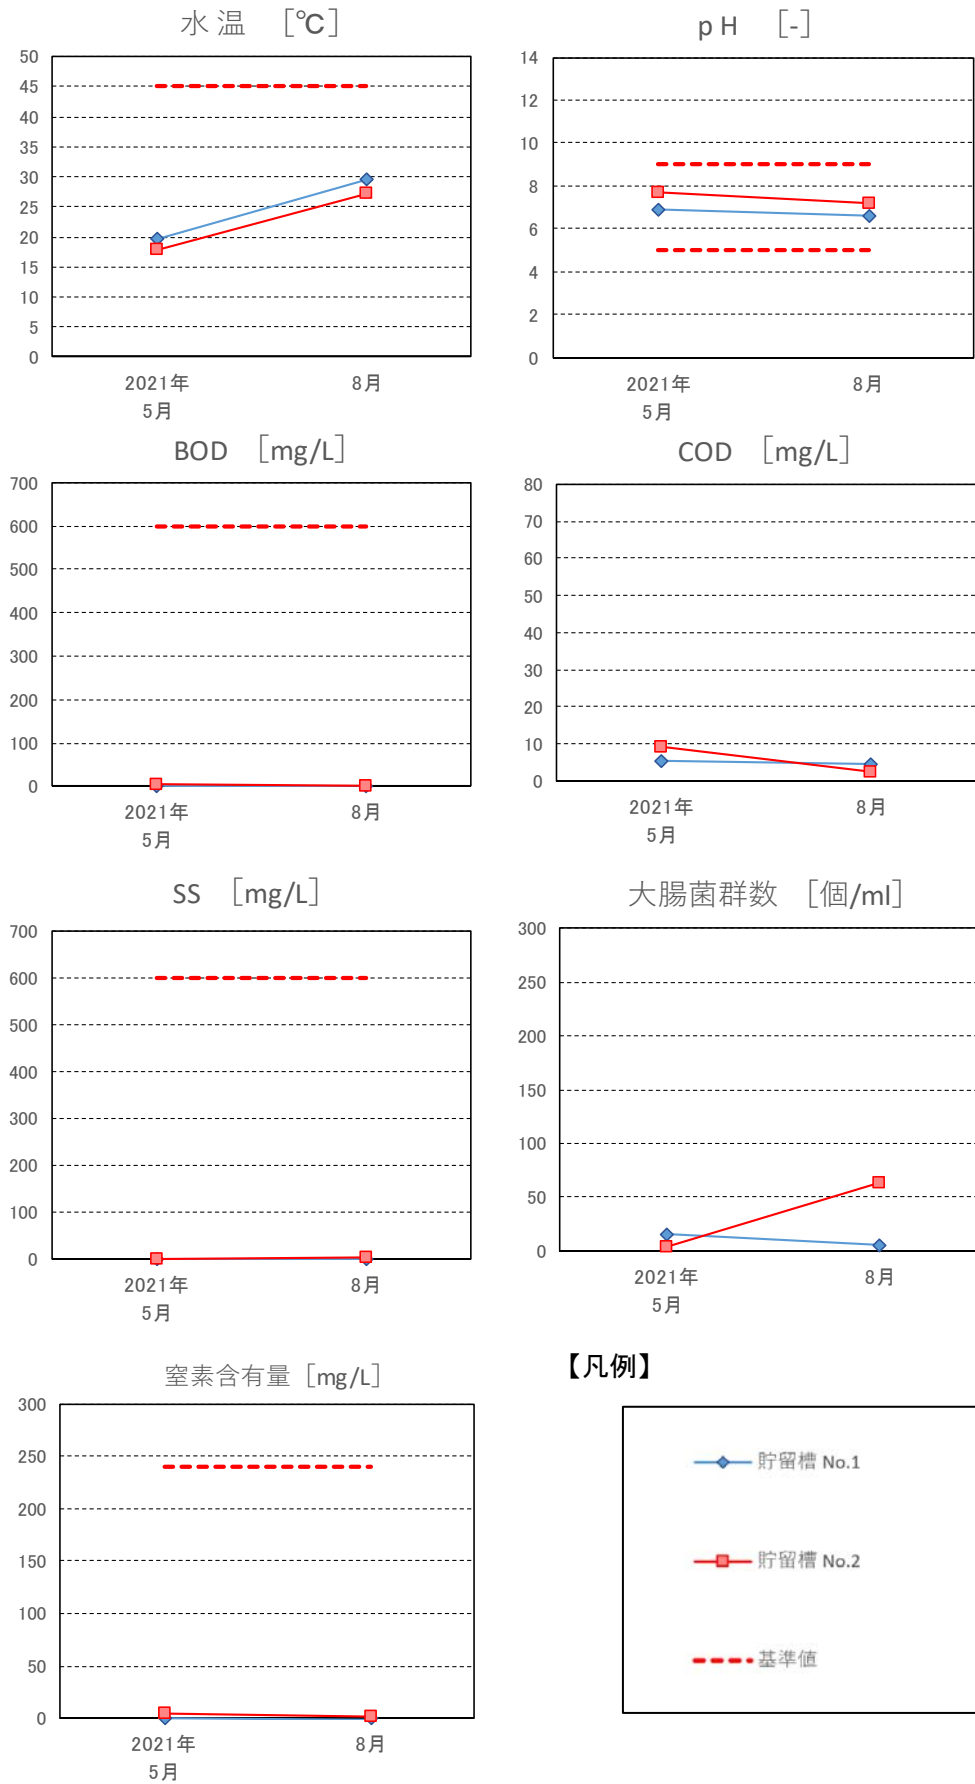 水 温 ［℃］
50
45
40
35
30
25
20
15
10
5
0
2021年
5月
8月
p H ［-］
14
12
10
8
6
4
2
0
2021年
5月
8月
BOD ［mg/L］
700
600
500
400
300
200
100
0
2021年
5月
8月
COD ［mg/L］
80
70
60
50
40
30
20
10
0
2021年
5月
8月
SS ［mg/L］
700
600
500
400
300
200
100
0
2021年
5月
8月
大腸菌群数 ［個/ml］
300
250
200
150
100
50
0
2021年
5月
8月
窒素含有量［mg/L］
300
250
200
150
100
50
0
2021年
5月
8月
【凡例】
貯留槽 No.1
貯留槽 No.2
基準値